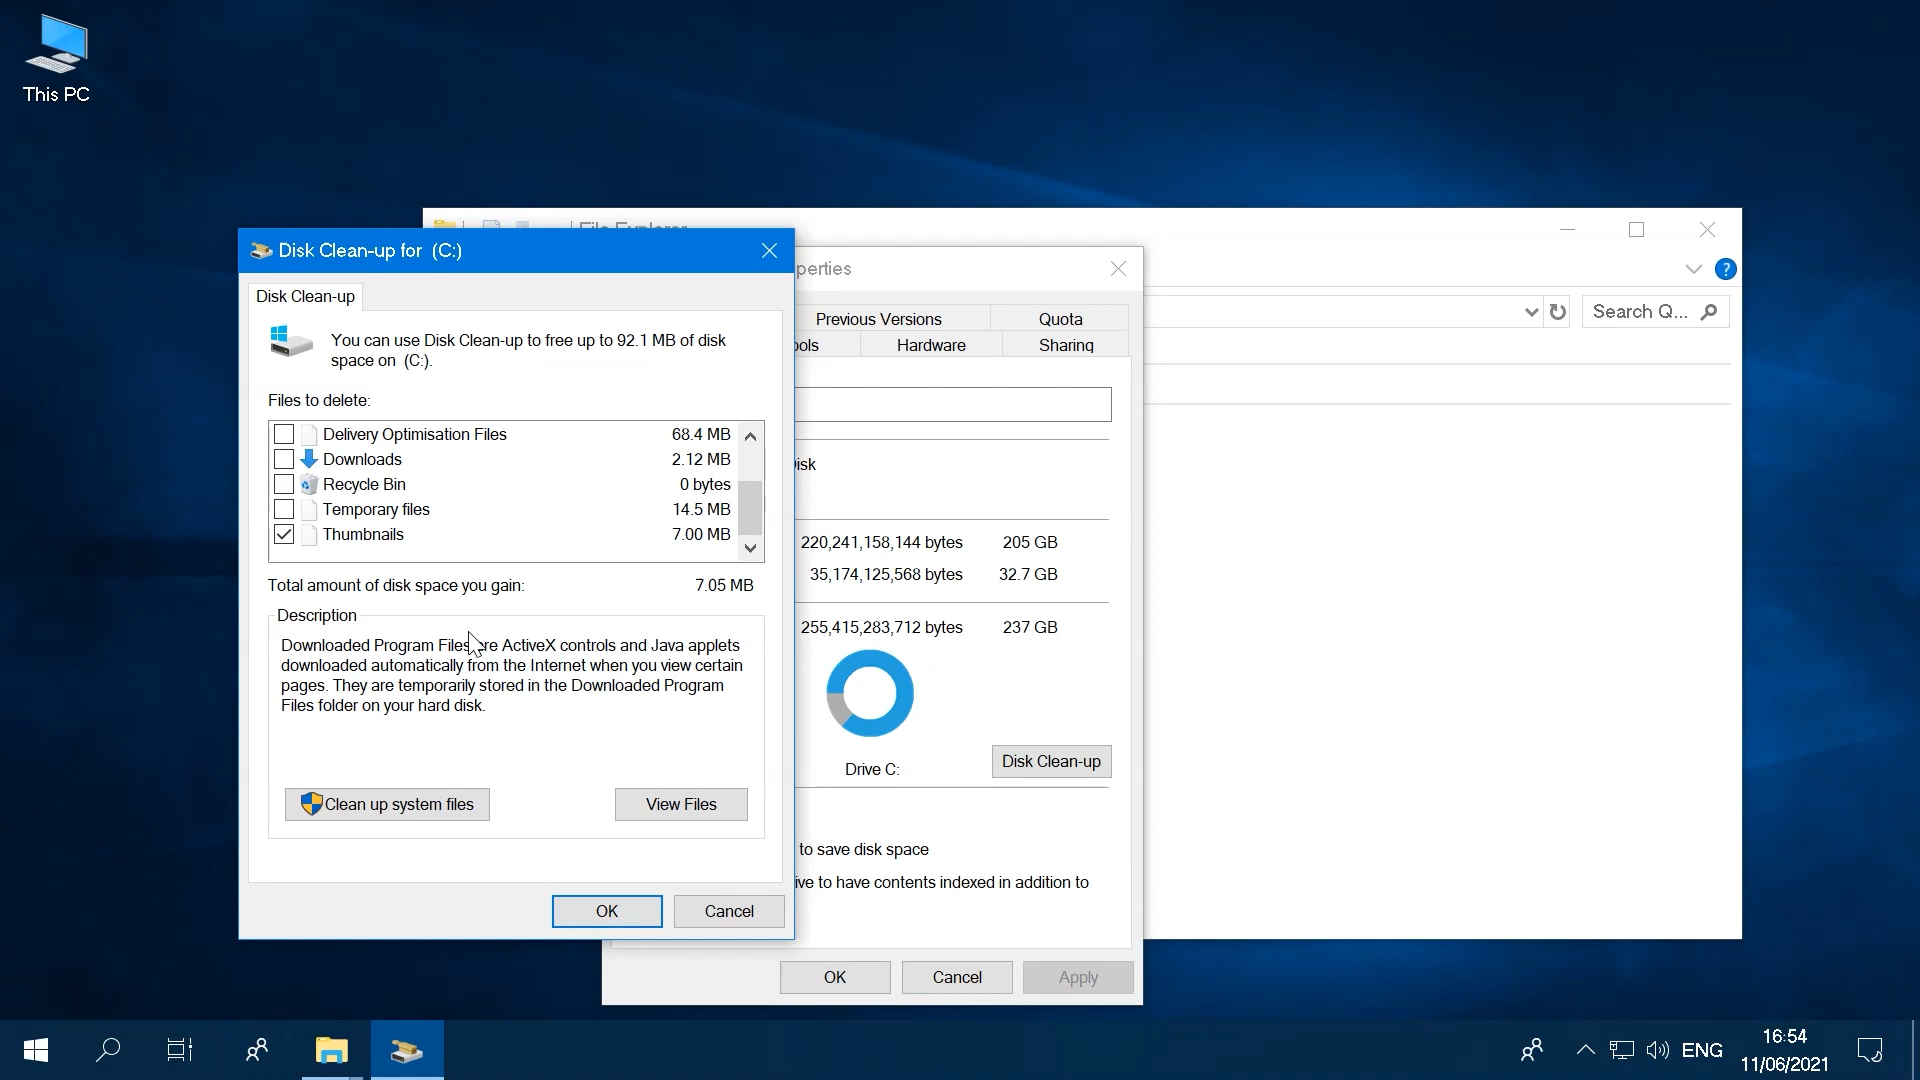 This PC
File Explorer
Disk Clean-up for (C:)
Disk Clean-up
You can use Disk Clean-up to free up to 92.1 MB of disk
space on (C:).
Files to delete:
Delivery Optimisation Files 68.4 MB
Downloads 2.12 MB
Recycle Bin 0 bytes
Temporary files 14.5 MB
Thumbnails 7.00 MB
Total amount of disk space you gain: 7.05 MB
Description
Downloaded Program Files are ActiveX controls and Java applets
downloaded automatically from the Internet when you view certain
pages. They are temporarily stored in the Downloaded Program
Files folder on your hard disk.
Clean up system files
View Files
OK
Cancel
perties
Previous Versions
Quota
ools
Hardware
Sharing
Disk
220,241,158,144 bytes 205 GB
35,174,125,568 bytes 32.7 GB
255,415,283,712 bytes 237 GB
Drive C:
Disk Clean-up
to save disk space
ive to have contents indexed in addition to
OK
Cancel
Apply
?
Search Q...
ENG
16:54
11/06/2021